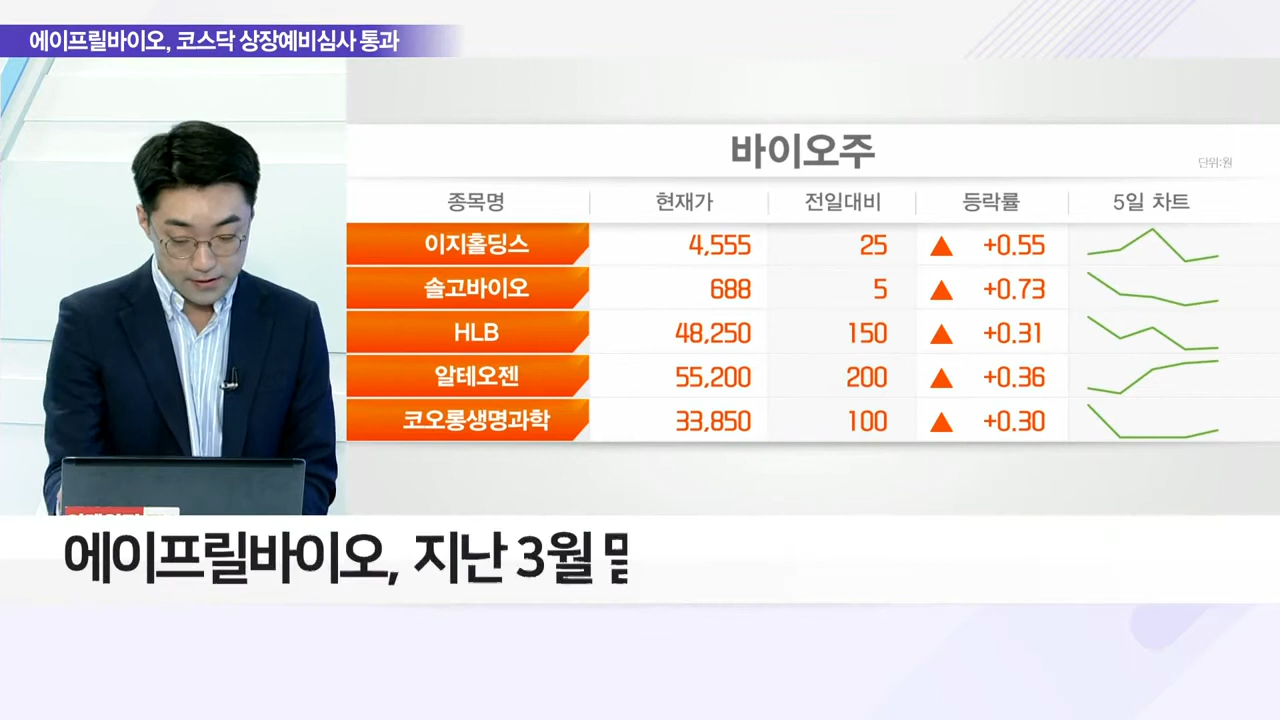 에이프릴바이오, 코스닥 상장예비심사 통과
바이오주
단위:원
종목명 현재가 전일대비 등락률 5일 차트
이지홀딩스 4,555 25 ▲ +0.55
솔고바이오 688 5 ▲ +0.73
HLB 48,250 150 ▲ +0.31
알테오젠 55,200 200 ▲ +0.36
코오롱생명과학 33,850 100 ▲ +0.30
에이프릴바이오, 지난 3월